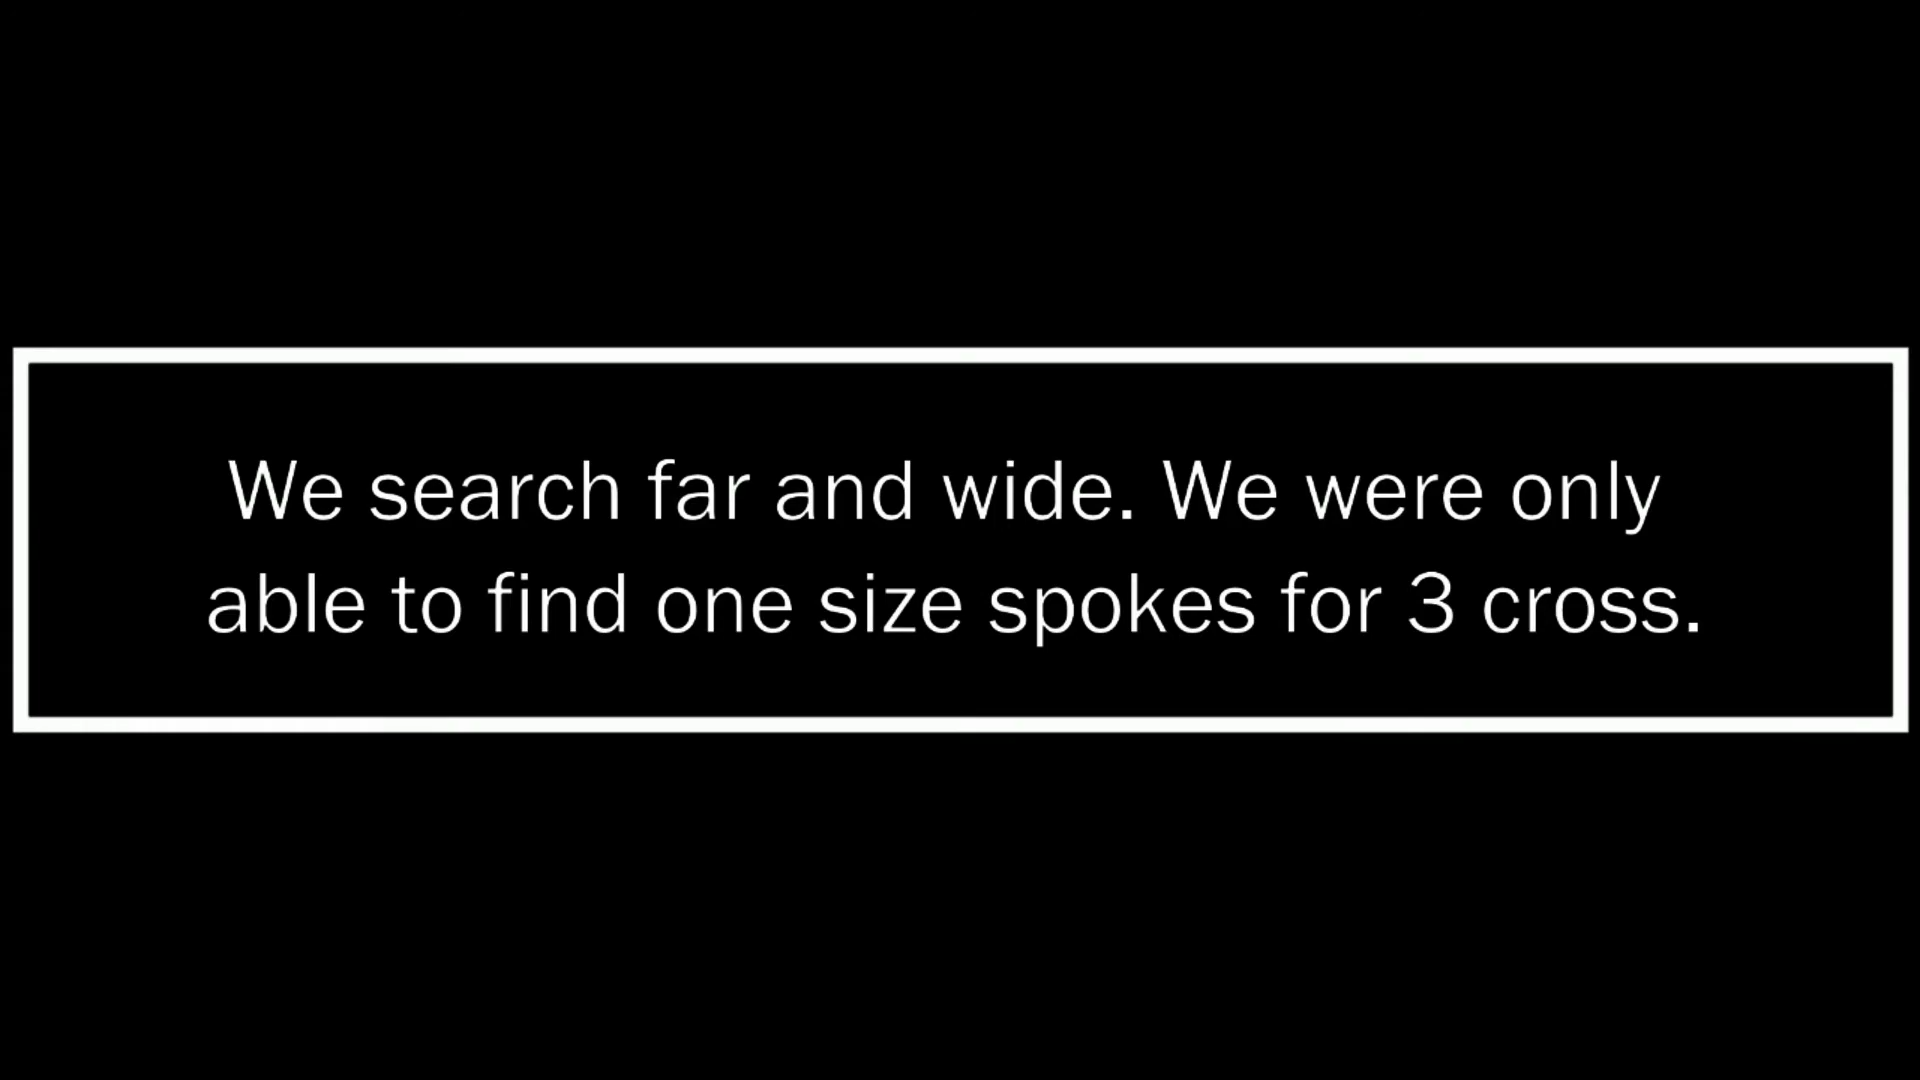 We search far and wide. We were only
able to find one size spokes for 3 cross.